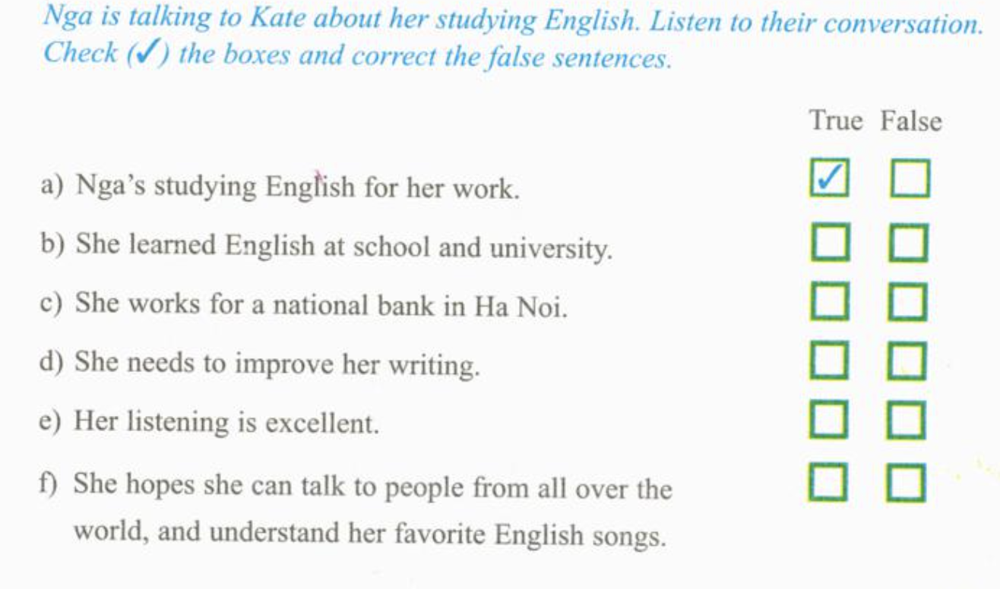 Nga is talking to Kate about her studying English. Listen to their conversation.
Check (✓) the boxes and correct the false sentences.
True False
a) Nga's studying English for her work. ✓
b) She learned English at school and university.
c) She works for a national bank in Ha Noi.
d) She needs to improve her writing.
e) Her listening is excellent.
f) She hopes she can talk to people from all over the
world, and understand her favorite English songs.